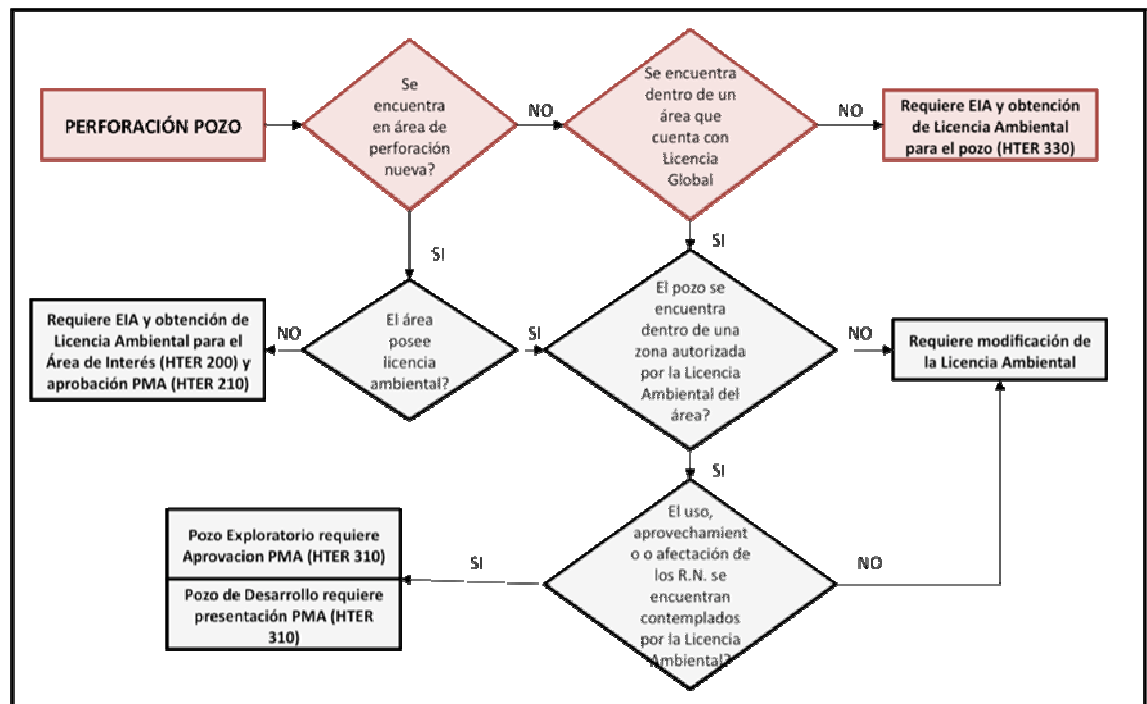 PERFORACIÓN POZO
Se
encuentra
en área de
perforación
nueva?
NO
Se encuentra
dentro de un
área que
cuenta con
Licencia
Global
NO
Requiere EIA y obtención
de Licencia Ambiental
para el pozo (HTER 330)
SI
SI
Requiere EIA y obtención de
Licencia Ambiental para el
Área de Interés (HTER 200) y
aprobación PMA (HTER 210)
NO
El área
posee
licencia
ambiental?
SI
El pozo se
encuentra
dentro de una
zona autorizada
por la Licencia
Ambiental del
área?
NO
Requiere modificación de
la Licencia Ambiental
SI
Pozo Exploratorio requiere
Aprovacion PMA (HTER 310)
Pozo de Desarrollo requiere
presentación PMA (HTER
310)
SI
El uso,
aprovechamient
o o afectación de
los R.N. se
encuentran
contemplados
por la Licencia
Ambiental?
NO